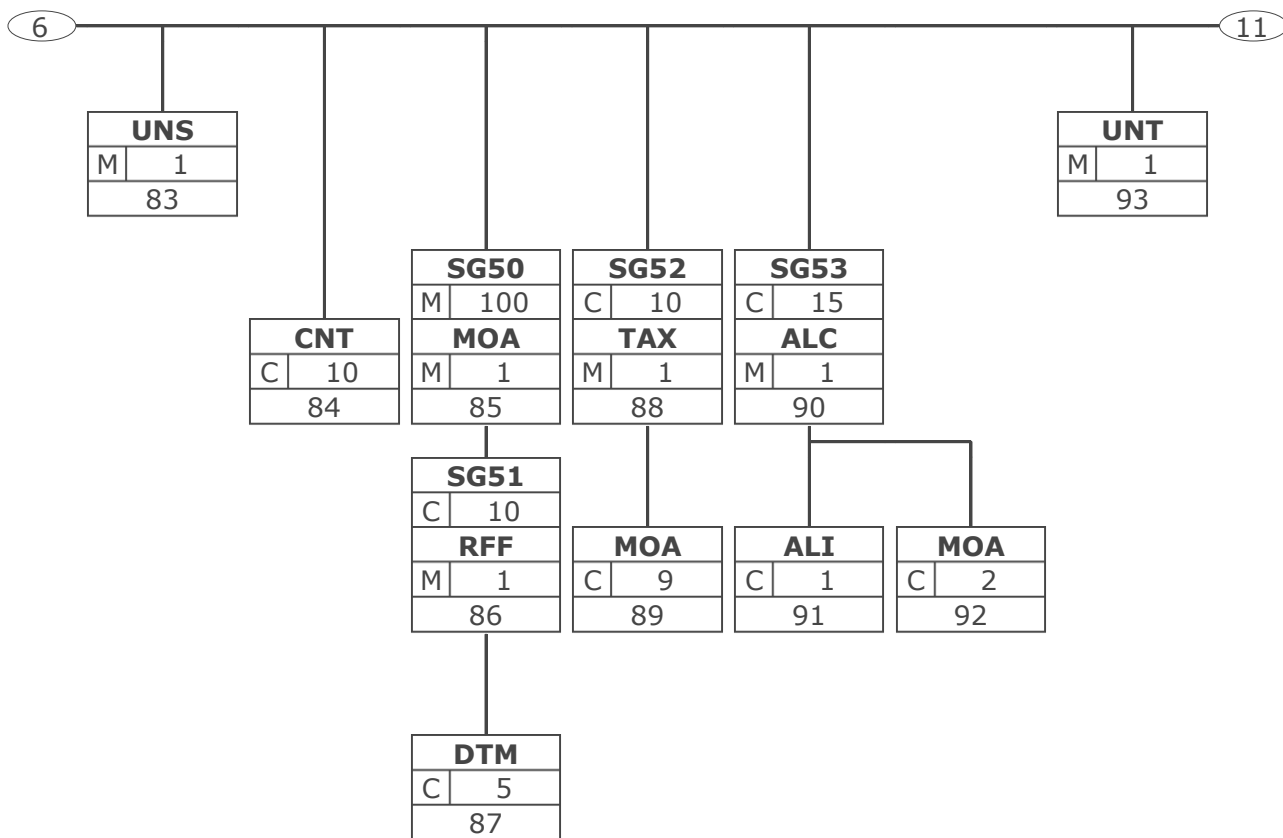 6
11
UNS
M 1
83
UNT
M 1
93
CNT
C 10
84
SG50
M 100
MOA
M 1
85
SG52
C 10
TAX
M 1
88
SG53
C 15
ALC
M 1
90
SG51
C 10
RFF
M 1
86
MOA
C 9
89
ALI
C 1
91
MOA
C 2
92
DTM
C 5
87